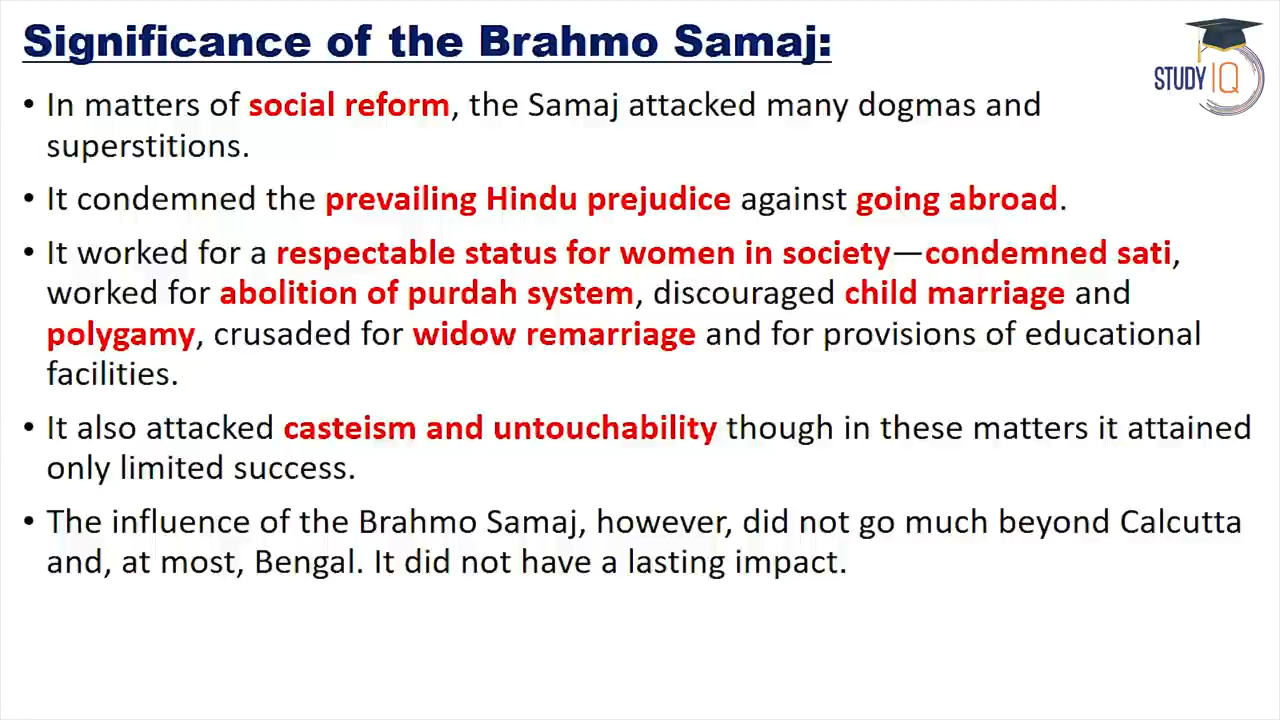 Significance of the Brahmo Samaj:
STUDY IQ
• In matters of social reform, the Samaj attacked many dogmas and
superstitions.
• It condemned the prevailing Hindu prejudice against going abroad.
• It worked for a respectable status for women in society—condemned sati,
worked for abolition of purdah system, discouraged child marriage and
polygamy, crusaded for widow remarriage and for provisions of educational
facilities.
• It also attacked casteism and untouchability though in these matters it attained
only limited success.
• The influence of the Brahmo Samaj, however, did not go much beyond Calcutta
and, at most, Bengal. It did not have a lasting impact.